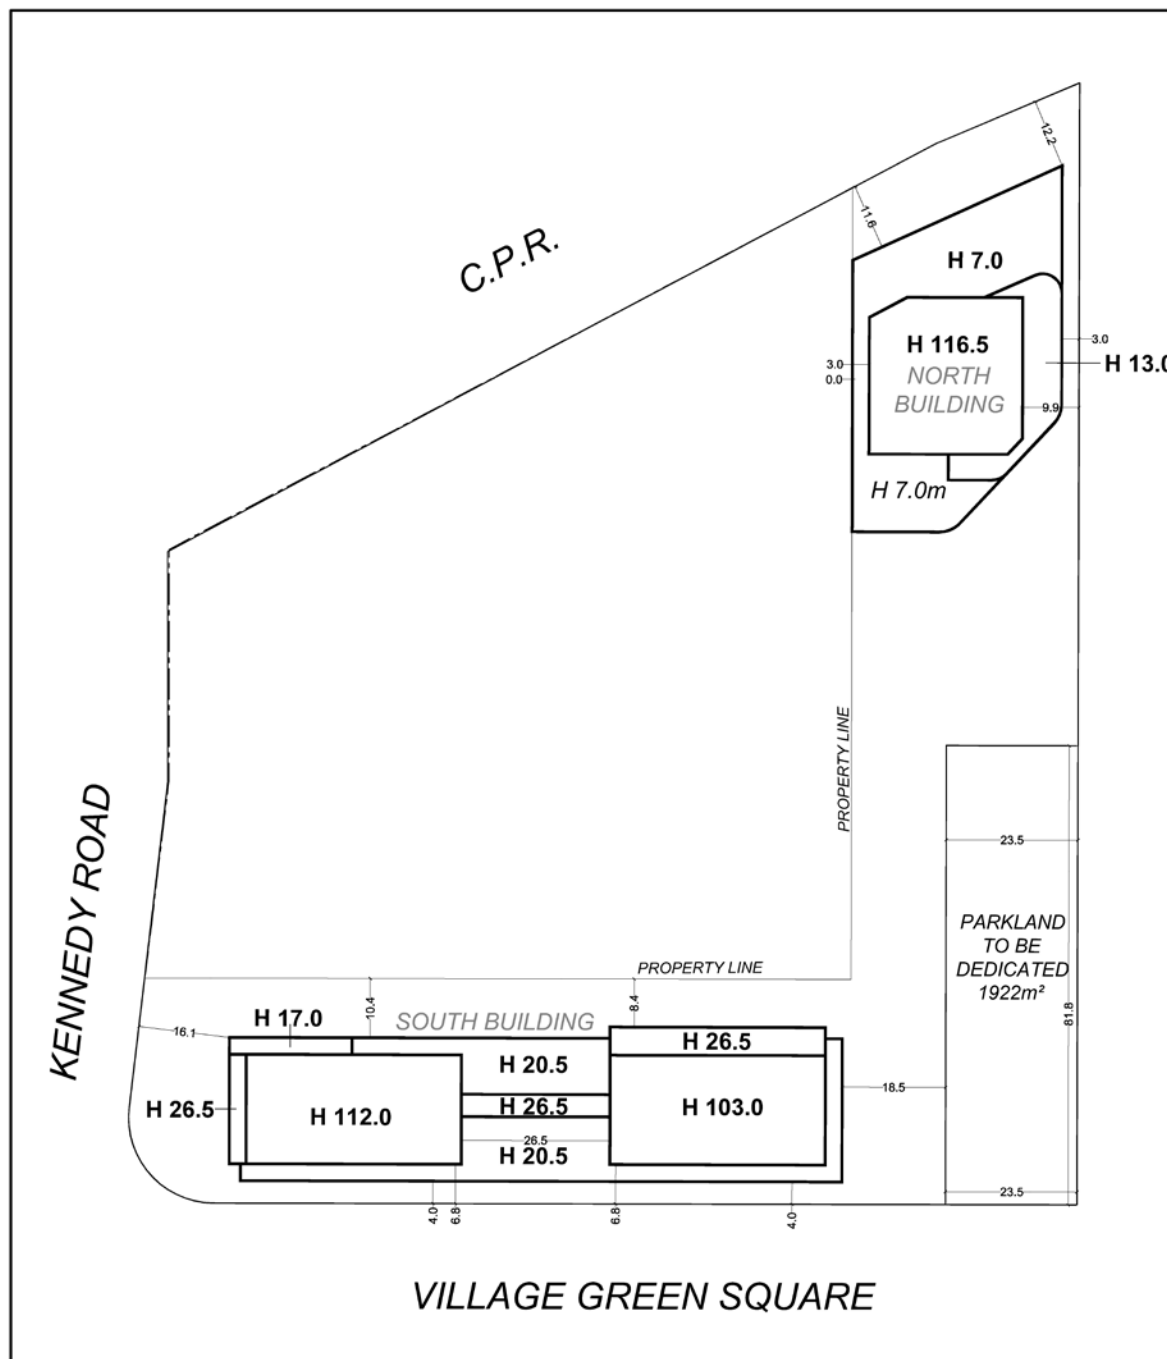 12.2
11.6
C.P.R.
H 7.0
H 116.5
3.0
3.0
H 13.0
0.0
NORTH
BUILDING
9.9
H 7.0m
PROPERTY LINE
KENNEDY ROAD
23.5
PARKLAND
TO BE
DEDICATED
1922m²
81.8
PROPERTY LINE
10.4
8.4
16.1
H 17.0
SOUTH BUILDING
H 26.5
H 20.5
18.5
H 26.5
H 112.0
H 26.5
H 103.0
26.5
H 20.5
23.5
4.0
6.8
6.8
4.0
VILLAGE GREEN SQUARE